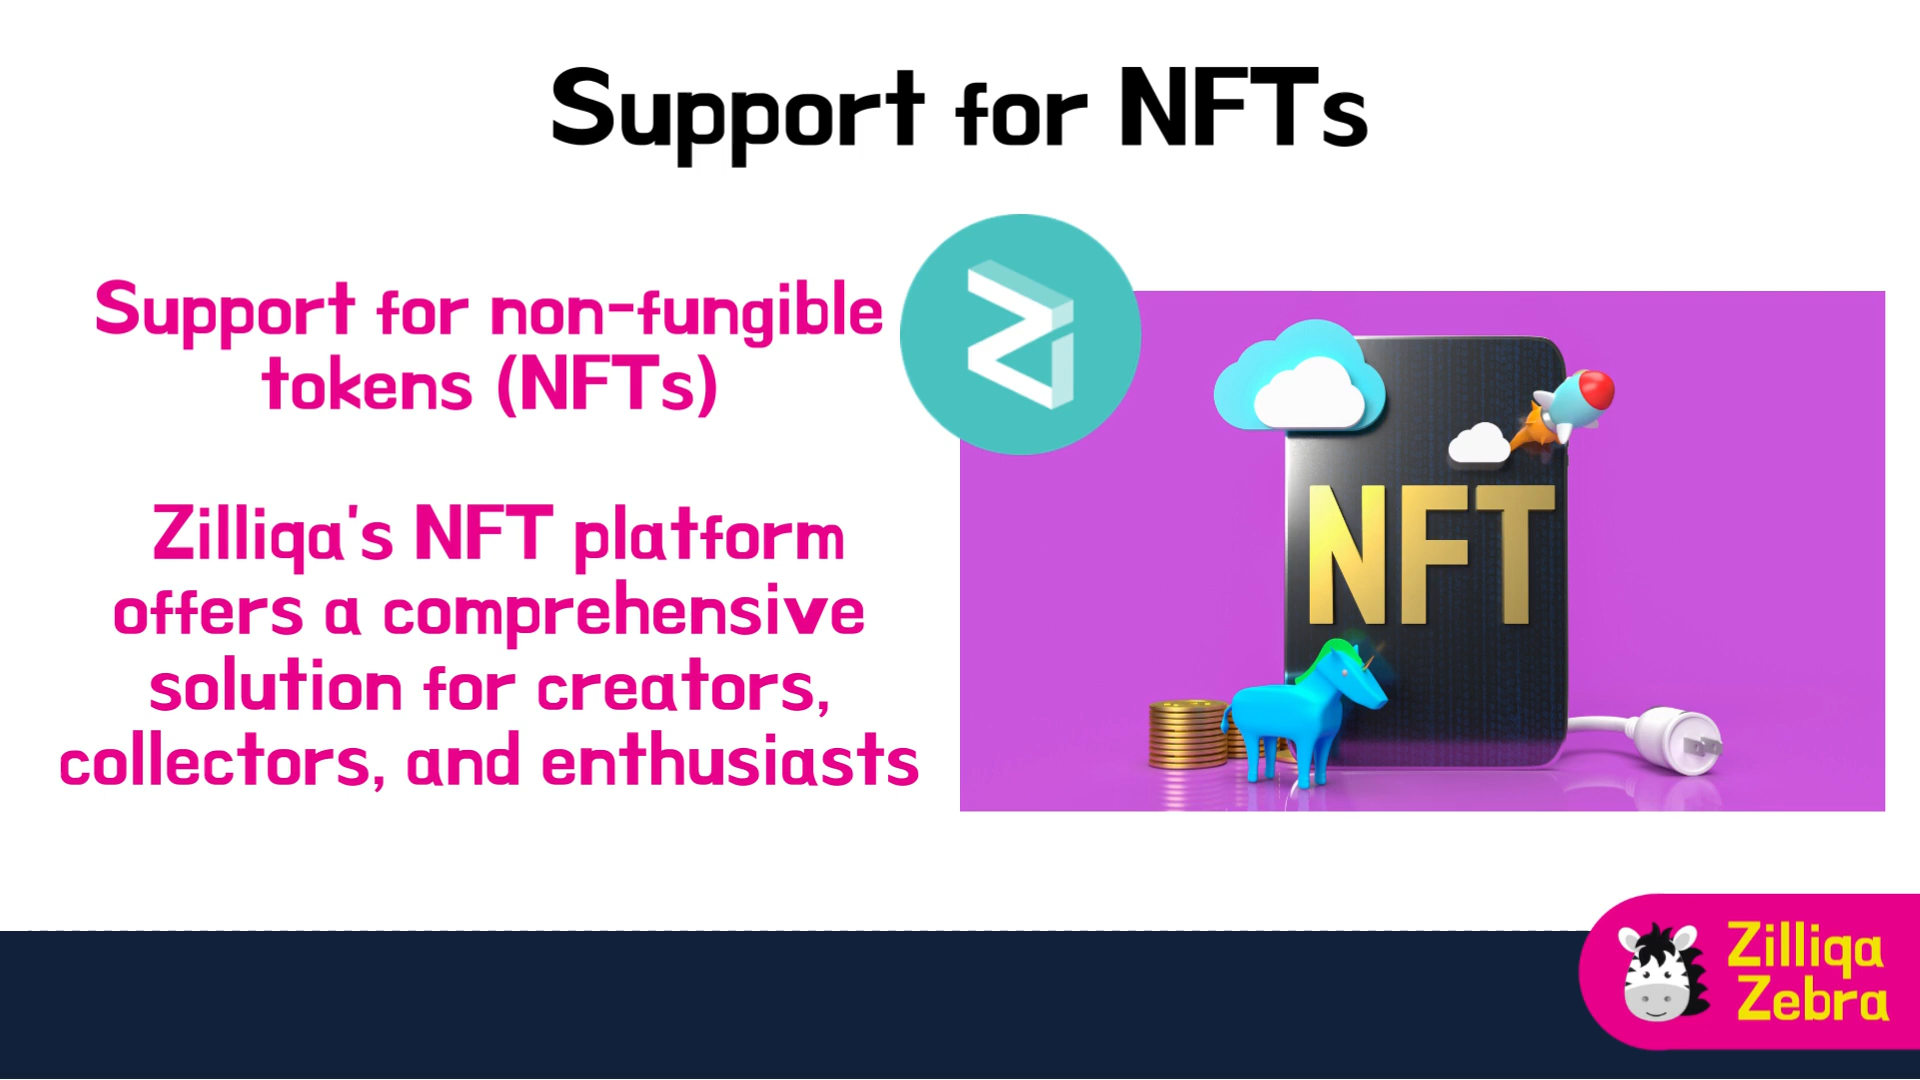 Support for NFTs
Support for non-fungible
tokens (NFTs)
Zilliqa's NFT platform
offers a comprehensive
solution for creators,
collectors, and enthusiasts
NFT
Zilliqa
Zebra